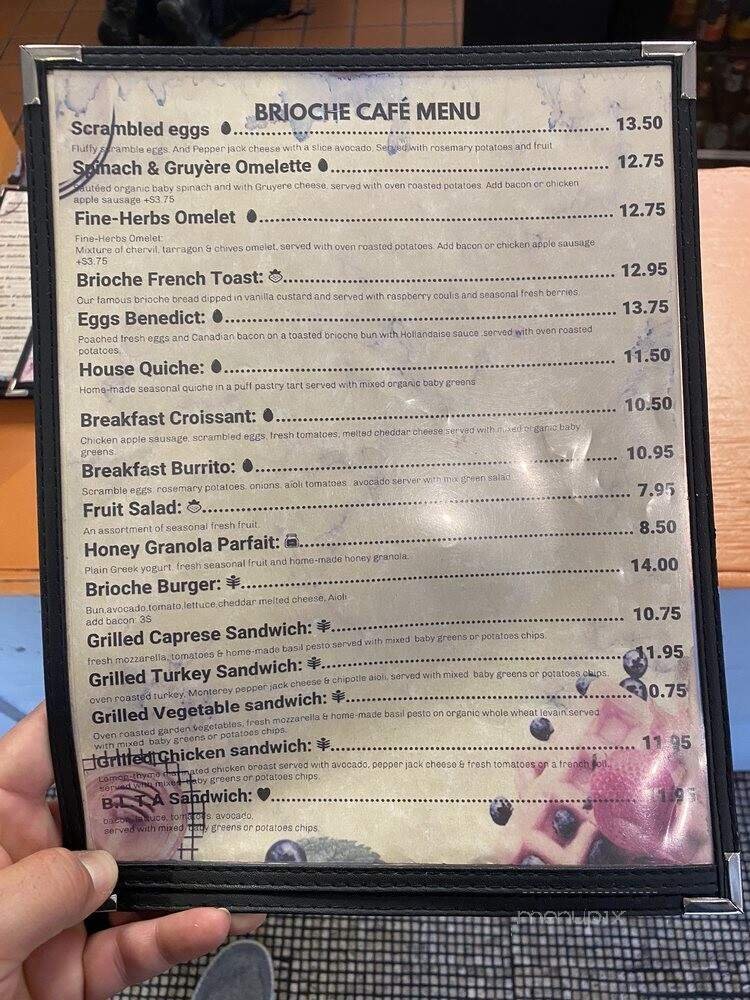 BRIOCHE CAFÉ MENU
Scrambled eggs 13.50
Fluffy scramble eggs. And Pepper jack cheese with a slice avocado. Served with rosemary potatoes and fruit
Spinach & Gruyère Omelette 12.75
Sautéed organic baby spinach and with Gruyere cheese, served with oven roasted potatoes. Add bacon or chicken
apple sausage +$3.75
Fine-Herbs Omelet 12.75
Fine-Herbs Omelet:
Mixture of chervil, tarragon & chives omelet, served with oven roasted potatoes. Add bacon or chicken apple sausage
+$3.75
Brioche French Toast: 12.95
Our famous brioche bread dipped in vanilla custard and served with raspberry coulis and seasonal fresh berries.
Eggs Benedict: 13.75
Poached fresh eggs and Canadian bacon on a toasted brioche bun with Hollandaise sauce .served with oven roasted
potatoes.
House Quiche: 11.50
Home-made seasonal quiche in a puff pastry tart served with mixed organic baby greens
Breakfast Croissant: 10.50
Chicken apple sausage, scrambled eggs, fresh tomatoes, melted cheddar cheese served with mixed organic baby
greens.
Breakfast Burrito: 10.95
Scramble eggs, rosemary potatoes, onions, aioli tomatoes, avocado server with mix green salad
Fruit Salad: 7.95
An assortment of seasonal fresh fruit.
Honey Granola Parfait: 8.50
Plain Greek yogurt, fresh seasonal fruit and home-made honey granola.
Brioche Burger: 14.00
Bun,avocado,tomato,lettuce,cheddar melted cheese, Aioli
add bacon: 3$
Grilled Caprese Sandwich: 10.75
fresh mozzarella, tomatoes & home-made basil pesto served with mixed baby greens or potatoes chips.
Grilled Turkey Sandwich: 11.95
oven roasted turkey, Monterey pepper jack cheese & chipotle aioli, served with mixed baby greens or potatoes chips.
Grilled Vegetable sandwich: 0.75
Oven roasted garden vegetables, fresh mozzarella & home-made basil pesto on organic whole wheat levain served
with mixed baby greens or potatoes chips.
Grilled Chicken sandwich: 11.95
Lemon-thyme marinated chicken breast served with avocado, pepper jack cheese & fresh tomatoes on a french roll,
served with mixed baby greens or potatoes chips.
B.L.T.A Sandwich: 1.95
bacon, lettuce, tomatoes, avocado.
served with mixed baby greens or potatoes chips.
menupix